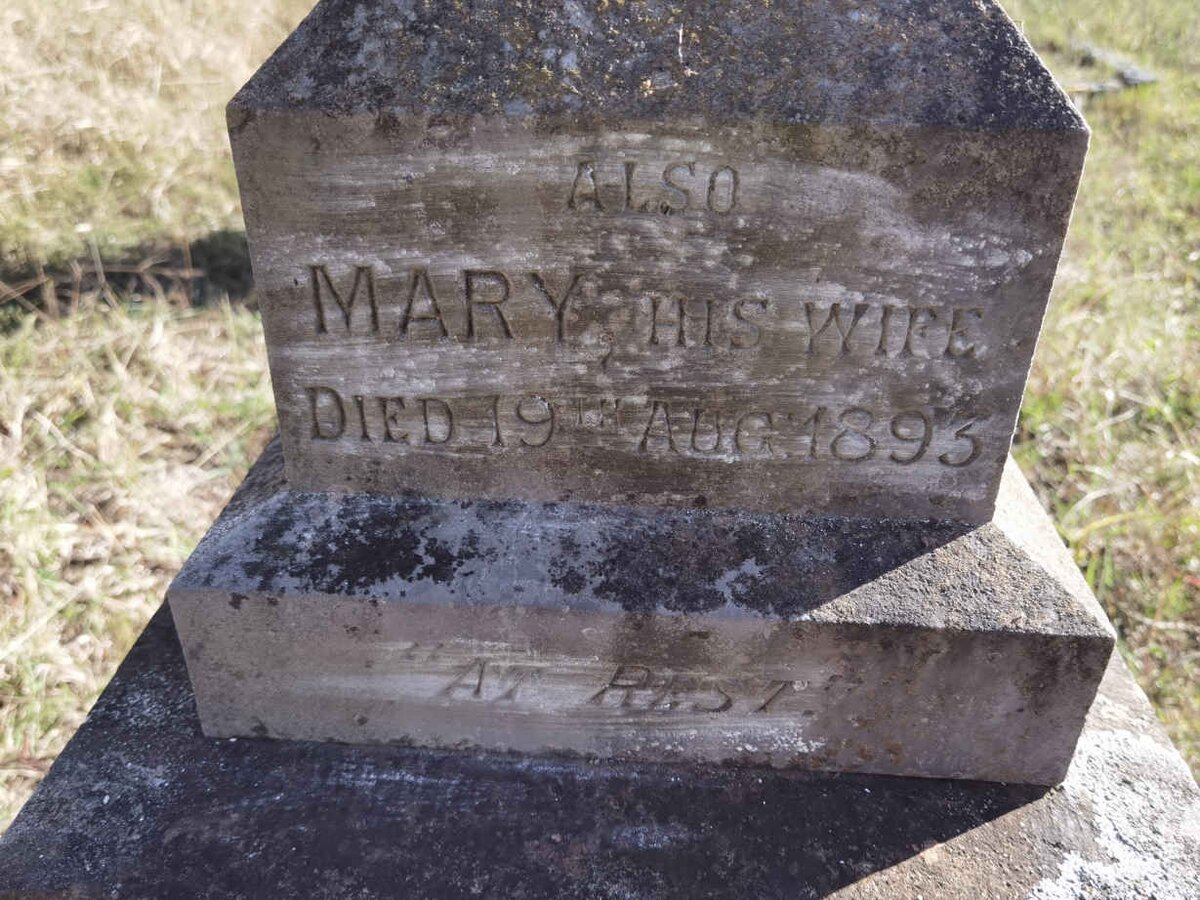 ALSO
MARY, HIS WIFE
DIED 19TH AUG. 1893
"AT REST."